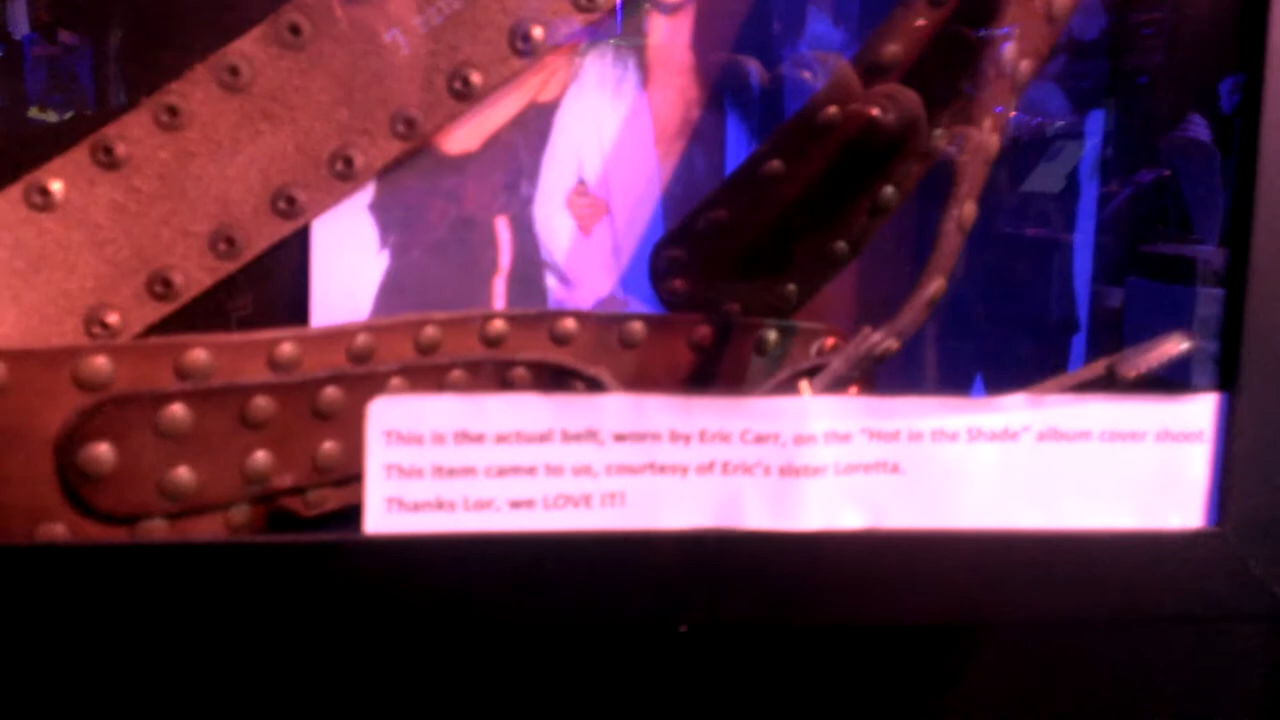 This is the actual belt, worn by Eric Carr, on the "Hot in the Shade" album cover shoot.
This item came to us, courtesy of Eric's sister Loretta.
Thanks Lor, we LOVE IT!